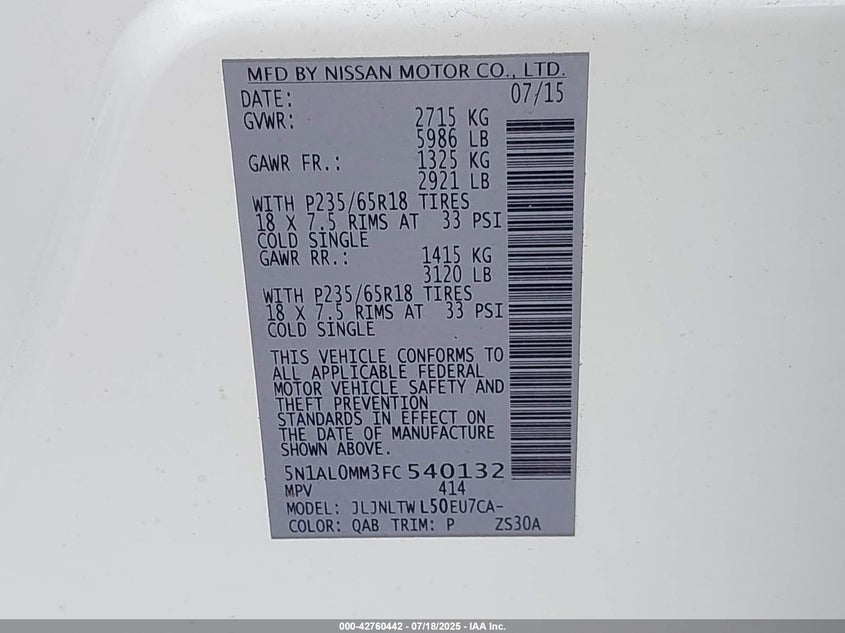 MFD BY NISSAN MOTOR CO., LTD.
DATE: 07/15
GVWR: 2715 KG
5986 LB
GAWR FR.: 1325 KG
2921 LB
WITH P235/65R18 TIRES
18 X 7.5 RIMS AT 33 PSI
COLD SINGLE
GAWR RR.: 1415 KG
3120 LB
WITH P235/65R18 TIRES
18 X 7.5 RIMS AT 33 PSI
COLD SINGLE
THIS VEHICLE CONFORMS TO
ALL APPLICABLE FEDERAL
MOTOR VEHICLE SAFETY AND
THEFT PREVENTION
STANDARDS IN EFFECT ON
THE DATE OF MANUFACTURE
SHOWN ABOVE.
5N1AL0MM3FC540132
MPV 414
MODEL: JLJNLTWL50EU7CA-
COLOR: QAB TRIM: P ZS30A
000-42760442 - 07/18/2025 - IAA Inc.